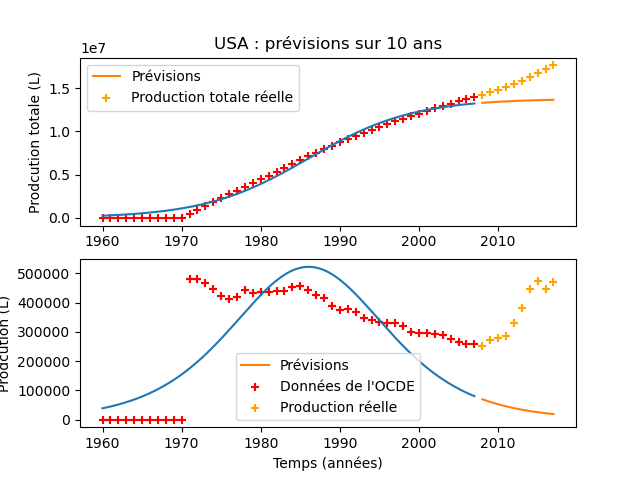 USA : prévisions sur 10 ans
1e7
Prodcution totale (L)
1.5
1.0
0.5
0.0
Prévisions
Production totale réelle
1960 1970 1980 1990 2000 2010
Prodcution (L)
500000
400000
300000
200000
100000
0
Prévisions
Données de l'OCDE
Production réelle
1960 1970 1980 1990 2000 2010
Temps (années)